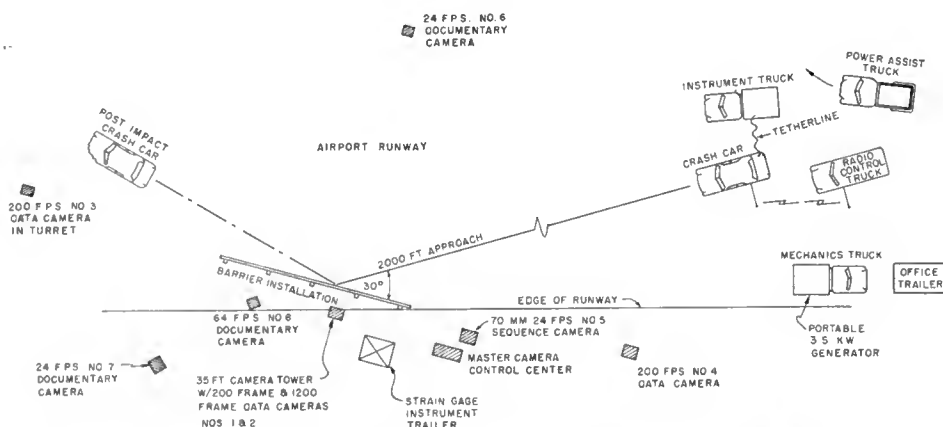 24 FPS. NO. 6
DOCUMENTARY
CAMERA
POWER ASSIST
TRUCK
INSTRUMENT TRUCK
TETHERLINE
POST IMPACT
CRASH CAR
AIRPORT RUNWAY
CRASH CAR
RADIO
CONTROL
TRUCK
200 FPS NO 3
DATA CAMERA
IN TURRET
2000 FT APPROACH
BARRIER INSTALLATION
30°
MECHANICS TRUCK
OFFICE
TRAILER
EDGE OF RUNWAY
64 FPS NO 8
DOCUMENTARY
CAMERA
70 MM 24 FPS NO 5
SEQUENCE CAMERA
PORTABLE
3 5 KW
GENERATOR
24 FPS NO 7
DOCUMENTARY
CAMERA
35 FT CAMERA TOWER
W/200 FRAME & 1200
FRAME DATA CAMERAS
NOS 1 & 2
MASTER CAMERA
CONTROL CENTER
200 FPS NO 4
DATA CAMERA
STRAIN GAGE
INSTRUMENT
TRAILER